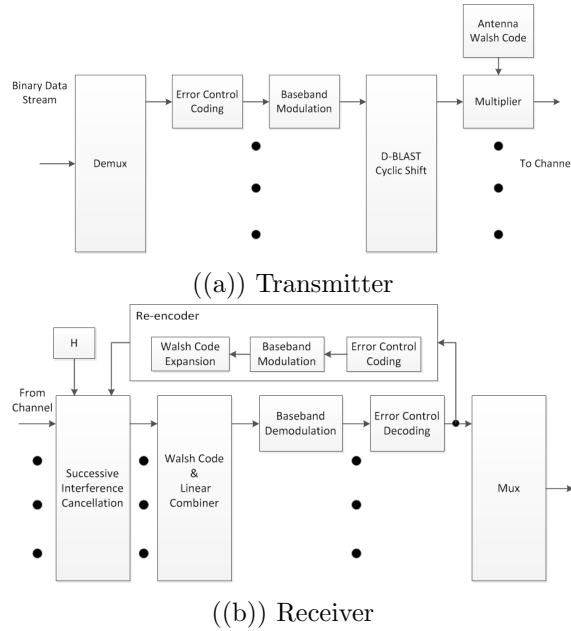 Antenna
Walsh Code
Binary Data
Stream
Error Control
Coding
Baseband
Modulation
Multiplier
Demux
D-BLAST
Cyclic Shift
To Channe
((a)) Transmitter
Re-encoder
H
Walsh Code
Expansion
Baseband
Modulation
Error Control
Coding
From
Channel
Baseband
Demodulation
Error Control
Decoding
Successive
Interference
Cancellation
Walsh Code
&
Linear
Combiner
Mux
((b)) Receiver